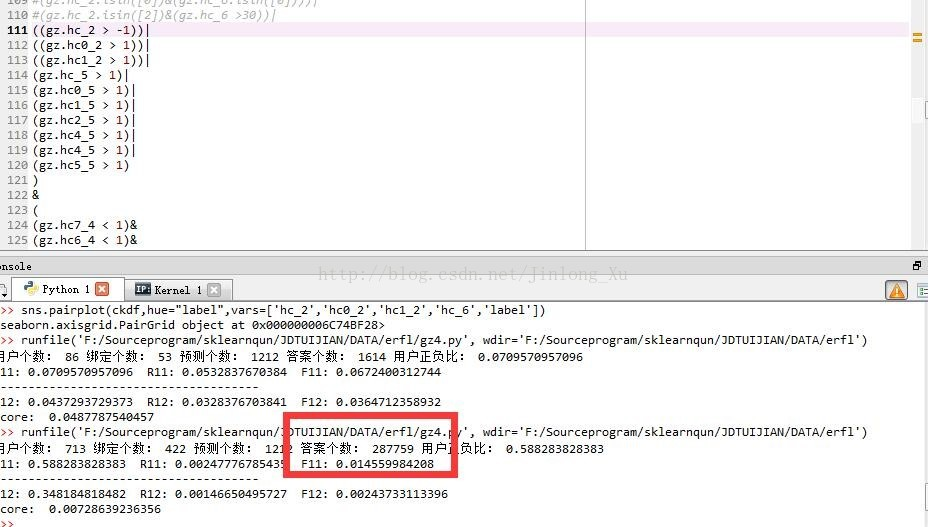 109 #(gz.hc_2.isin([0])&(gz.hc_6.isin([0])))|
110 #(gz.hc_2.isin([2])&(gz.hc_6 >30))|
111 ((gz.hc_2 > -1))|
112 ((gz.hc0_2 > 1))|
113 ((gz.hc1_2 > 1))|
114 (gz.hc_5 > 1)|
115 (gz.hc0_5 > 1)|
116 (gz.hc1_5 > 1)|
117 (gz.hc2_5 > 1)|
118 (gz.hc4_5 > 1)|
119 (gz.hc4_5 > 1)|
120 (gz.hc5_5 > 1)
121 )
122 &
123 (
124 (gz.hc7_4 < 1)&
125 (gz.hc6_4 < 1)&
onsole
http://blog.csdn.net/Jinlong_Xu
Python 1 IP: Kernel 1
>> sns.pairplot(ckdf,hue="label",vars=['hc_2','hc0_2','hc1_2','hc_6','label'])
seaborn.axisgrid.PairGrid object at 0x000000006C74BF28>
>> runfile('F:/Sourceprogram/sklearnqun/JDTUIJIAN/DATA/erfl/gz4.py', wdir='F:/Sourceprogram/sklearnqun/JDTUIJIAN/DATA/erfl')
用户个数: 86 绑定个数: 53 预测个数: 1212 答案个数: 1614 用户正负比: 0.0709570957096
11: 0.0709570957096 R11: 0.0532837670384 F11: 0.0672400312744
------------------------------------
12: 0.0437293729373 R12: 0.0328376703841 F12: 0.0364712358932
core: 0.0487787540457
>> runfile('F:/Sourceprogram/sklearnqun/JDTUIJIAN/DATA/erfl/gz4.py', wdir='F:/Sourceprogram/sklearnqun/JDTUIJIAN/DATA/erfl')
用户个数: 713 绑定个数: 422 预测个数: 1212 答案个数: 287759 用户正负比: 0.588283828383
11: 0.588283828383 R11: 0.00247776785435 F11: 0.014559984208
------------------------------------
12: 0.348184818482 R12: 0.00146650495727 F12: 0.00243733113396
core: 0.00728639236356
>>